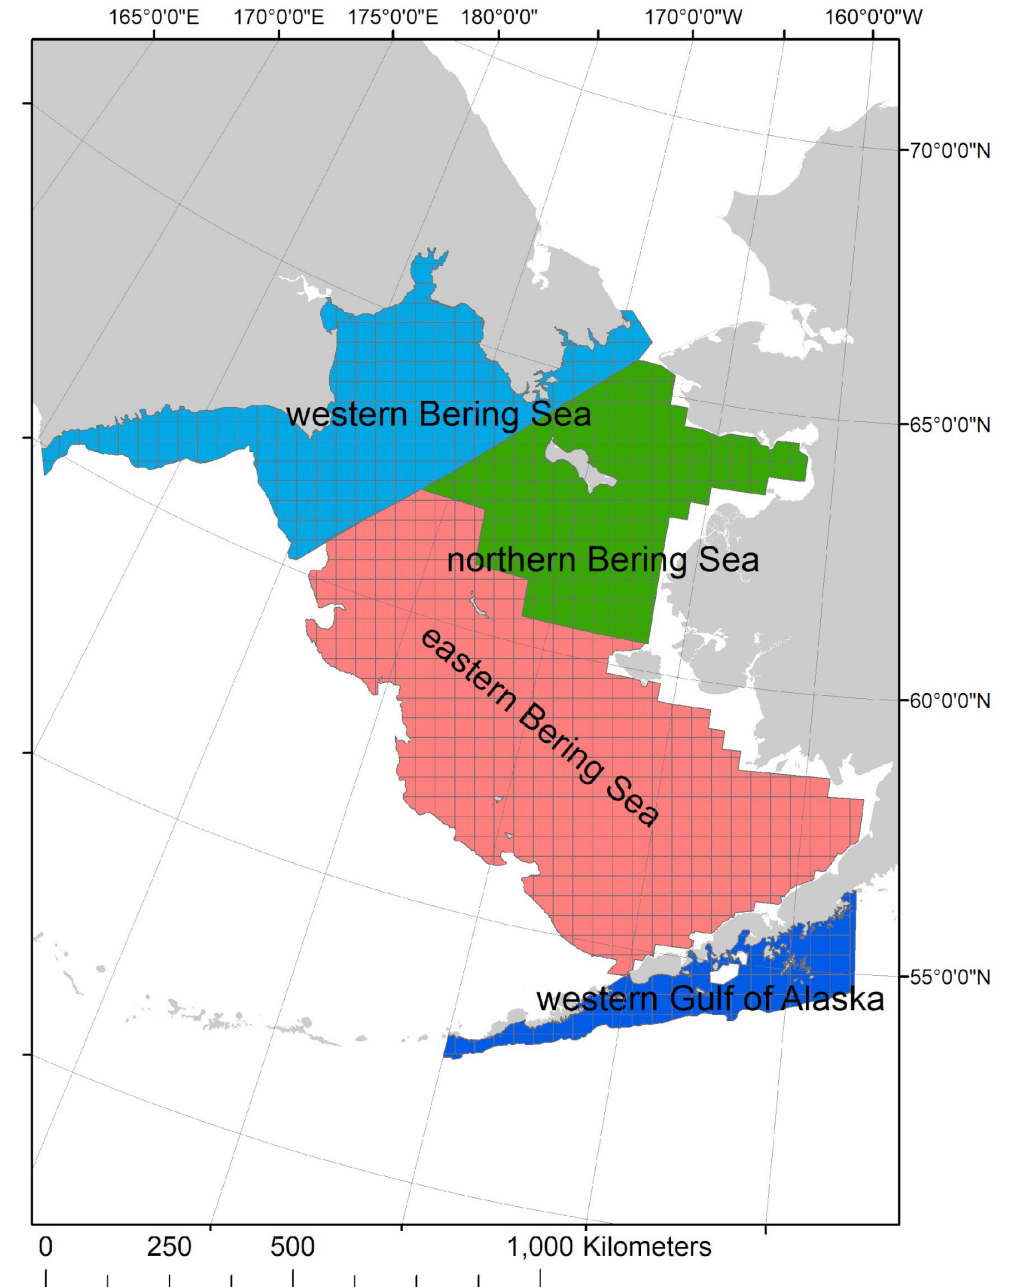 165°0'0"E 170°0'0"E 175°0'0"E 180°0'0" 170°0'0"W 160°0'0"W
70°0'0"N
western Bering Sea
65°0'0"N
northern Bering Sea
eastern Bering Sea
60°0'0"N
55°0'0"N
western Gulf of Alaska
0 250 500 1,000 Kilometers